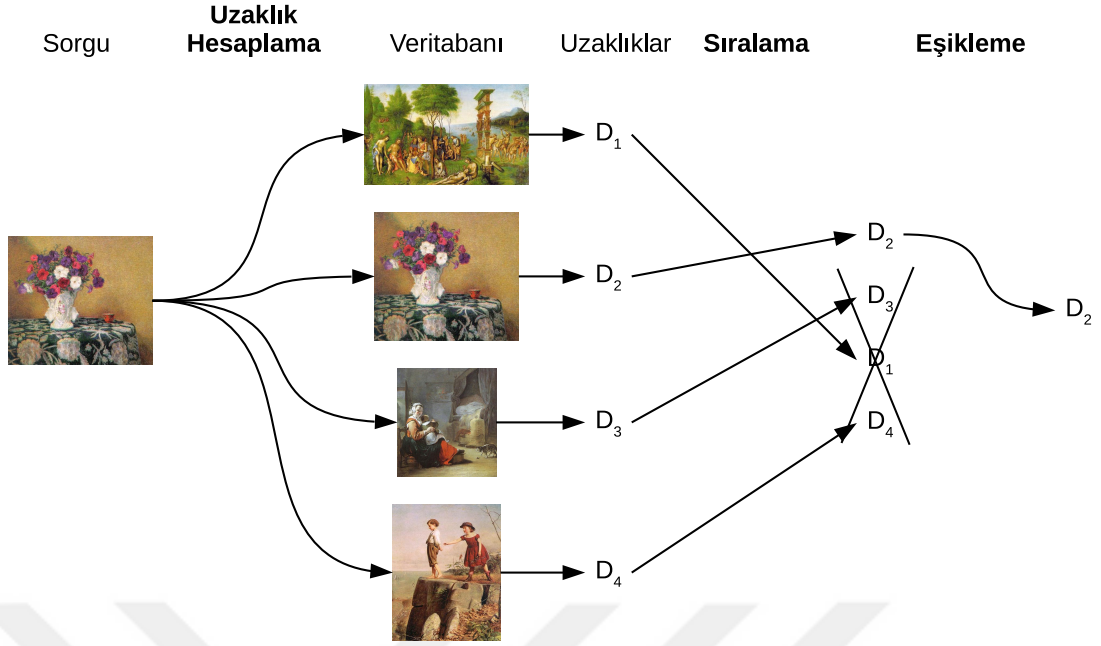 Sorgu
Uzaklık
Hesaplama
Veritabanı
Uzaklıklar
Sıralama
Eşikleme
D1
D2
D3
D4
D2
D3
D1
D4
D2